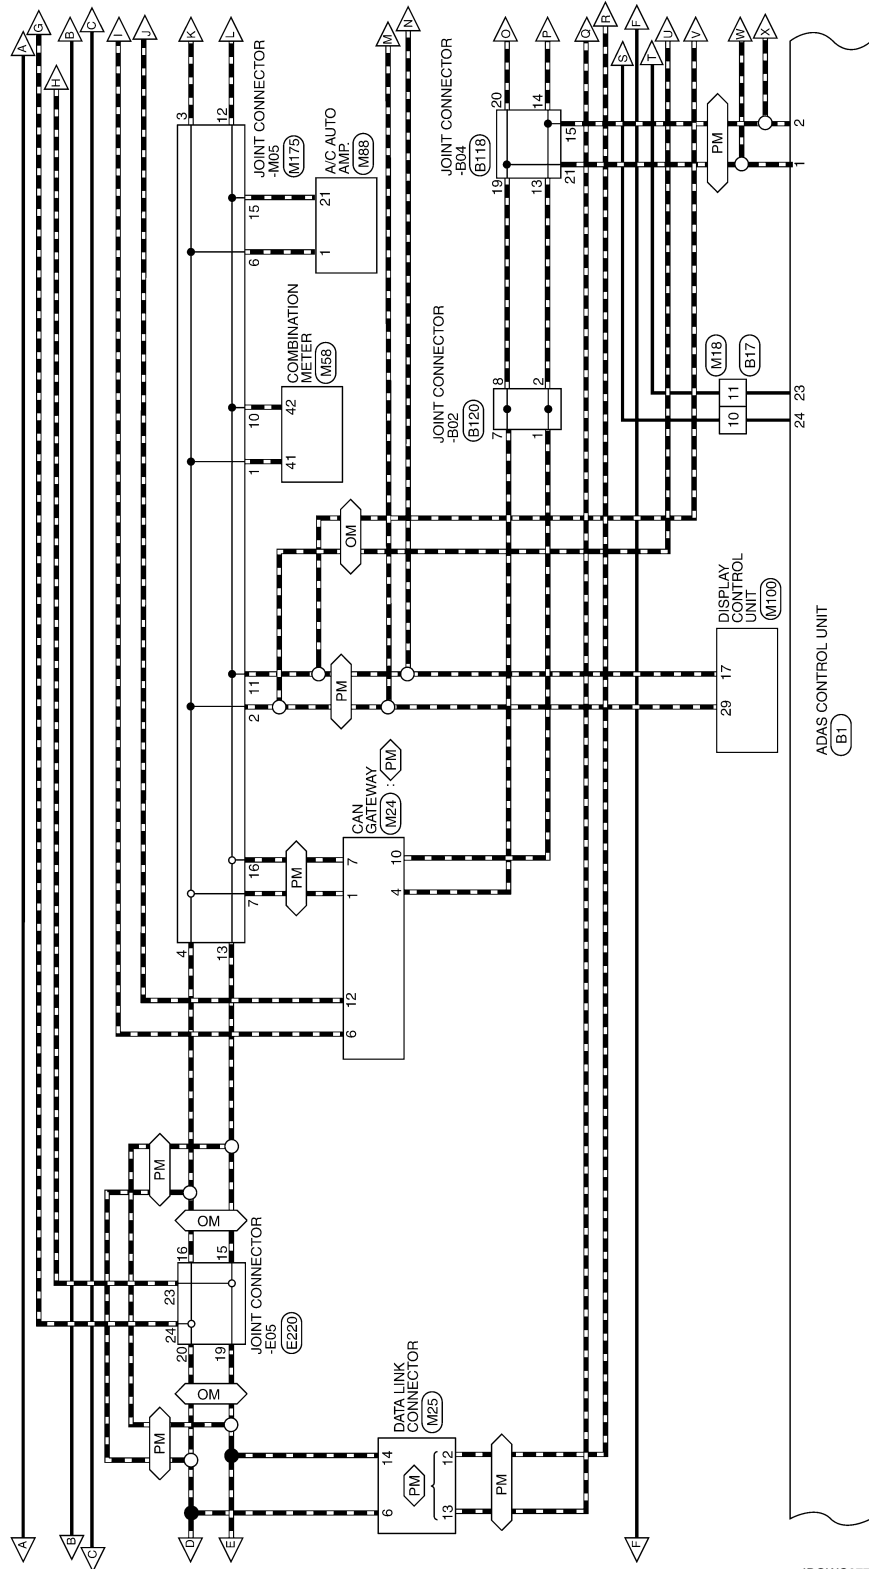 A
G
H
B
C
I
J
K
L
M
N
O
P
Q
R
S
T
F
U
V
W
X
3
12
JOINT CONNECTOR
-M05
M175
15
6
A/C AUTO
AMP.
M88
21
1
COMBINATION
METER
M58
10
1
42
41
20
14
JOINT CONNECTOR
-B04
B118
15
21
19
13
PM
2
1
JOINT CONNECTOR
-B02
B120
8
2
7
1
M18
B17
11
10
23
24
OM
11
2
PM
DISPLAY
CONTROL
UNIT
M100
17
29
ADAS CONTROL UNIT
B1
CAN
GATEWAY
M24 : PM
16
7
PM
7
1
10
4
12
6
4
13
PM
OM
16
15
23
24
20
19
JOINT CONNECTOR
-E05
E220
OM
PM
DATA LINK
CONNECTOR
M25
14
6
PM
12
13
PM
A
B
C
D
E
F